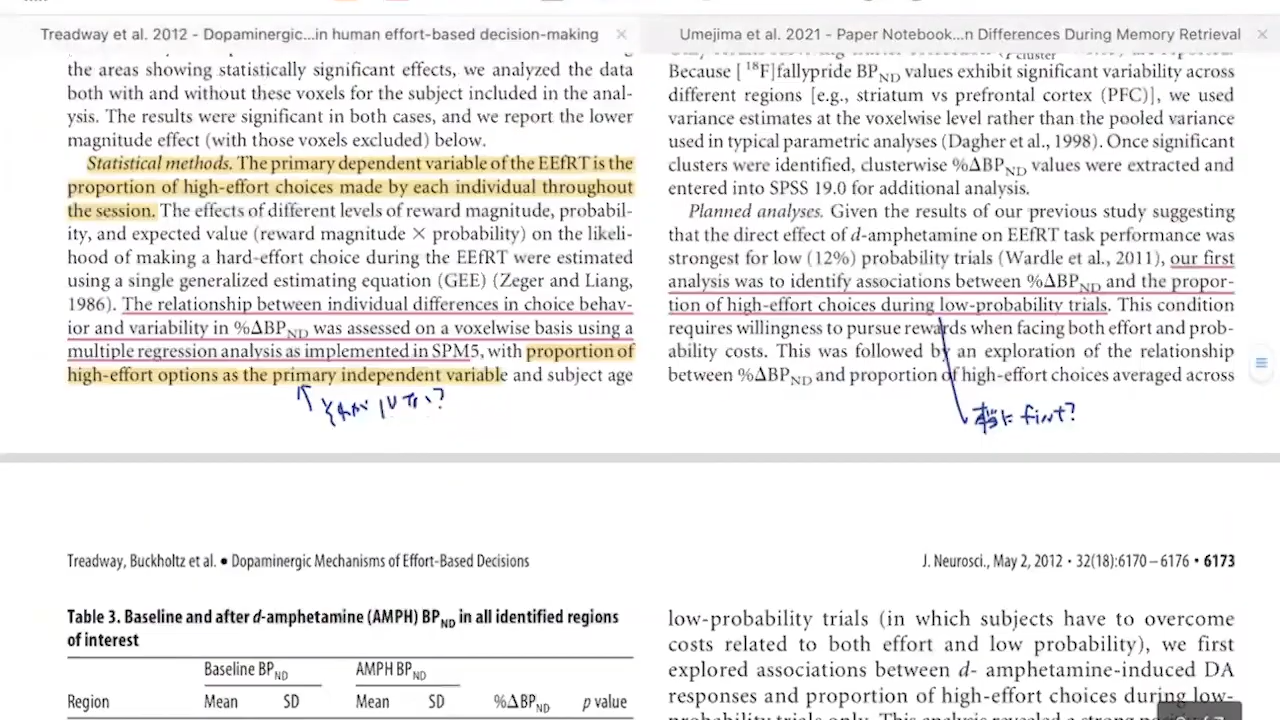 Treadway et al. 2012 - Dopaminergic...in human effort-based decision-making
Umejima et al. 2021 - Paper Notebook...n Differences During Memory Retrieval
the areas showing statistically significant effects, we analyzed the data
both with and without these voxels for the subject included in the anal-
ysis. The results were significant in both cases, and we report the lower
magnitude effect (with those voxels excluded) below.
Statistical methods. The primary dependent variable of the EEfRT is the
proportion of high-effort choices made by each individual throughout
the session. The effects of different levels of reward magnitude, probabil-
ity, and expected value (reward magnitude × probability) on the likeli-
hood of making a hard-effort choice during the EEfRT were estimated
using a single generalized estimating equation (GEE) (Zeger and Liang,
1986). The relationship between individual differences in choice behav-
ior and variability in %ΔBPND was assessed on a voxelwise basis using a
multiple regression analysis as implemented in SPM5, with proportion of
high-effort options as the primary independent variable and subject age
それが IV でいい?
Because [18F]fallypride BPND values exhibit significant variability across
different regions [e.g., striatum vs prefrontal cortex (PFC)], we used
variance estimates at the voxelwise level rather than the pooled variance
used in typical parametric analyses (Dagher et al., 1998). Once significant
clusters were identified, clusterwise %ΔBPND values were extracted and
entered into SPSS 19.0 for additional analysis.
Planned analyses. Given the results of our previous study suggesting
that the direct effect of d-amphetamine on EEfRT task performance was
strongest for low (12%) probability trials (Wardle et al., 2011), our first
analysis was to identify associations between %ΔBPND and the propor-
tion of high-effort choices during low-probability trials. This condition
requires willingness to pursue rewards when facing both effort and prob-
ability costs. This was followed by an exploration of the relationship
between %ΔBPND and proportion of high-effort choices averaged across
本当に first?
Treadway, Buckholtz et al. • Dopaminergic Mechanisms of Effort-Based Decisions
J. Neurosci., May 2, 2012 • 32(18):6170–6176 • 6173
Table 3. Baseline and after d-amphetamine (AMPH) BPND in all identified regions
of interest
Baseline BPND AMPH BPND
Region Mean SD Mean SD %ΔBPND p value
low-probability trials (in which subjects have to overcome
costs related to both effort and low probability), we first
explored associations between d- amphetamine-induced DA
responses and proportion of high-effort choices during low-